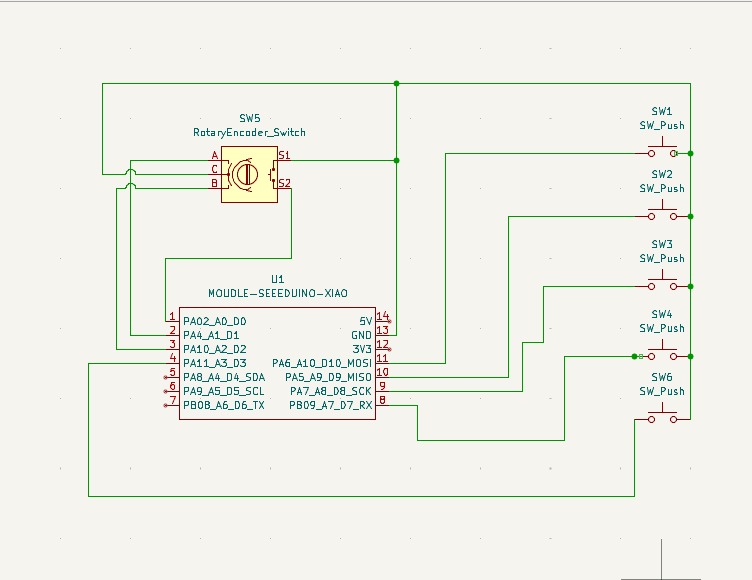 SW5
RotaryEncoder_Switch
A
C
B
S1
S2
SW1
SW_Push
SW2
SW_Push
SW3
SW_Push
SW4
SW_Push
SW6
SW_Push
U1
MOUDLE-SEEEDUINO-XIAO
1 PA02_A0_D0
2 PA4_A1_D1
3 PA10_A2_D2
4 PA11_A3_D3
5 PA8_A4_D4_SDA
6 PA9_A5_D5_SCL
7 PB08_A6_D6_TX
5V 14
GND 13
3V3 12
PA6_A10_D10_MOSI 11
PA5_A9_D9_MISO 10
PA7_A8_D8_SCK 9
PB09_A7_D7_RX 8